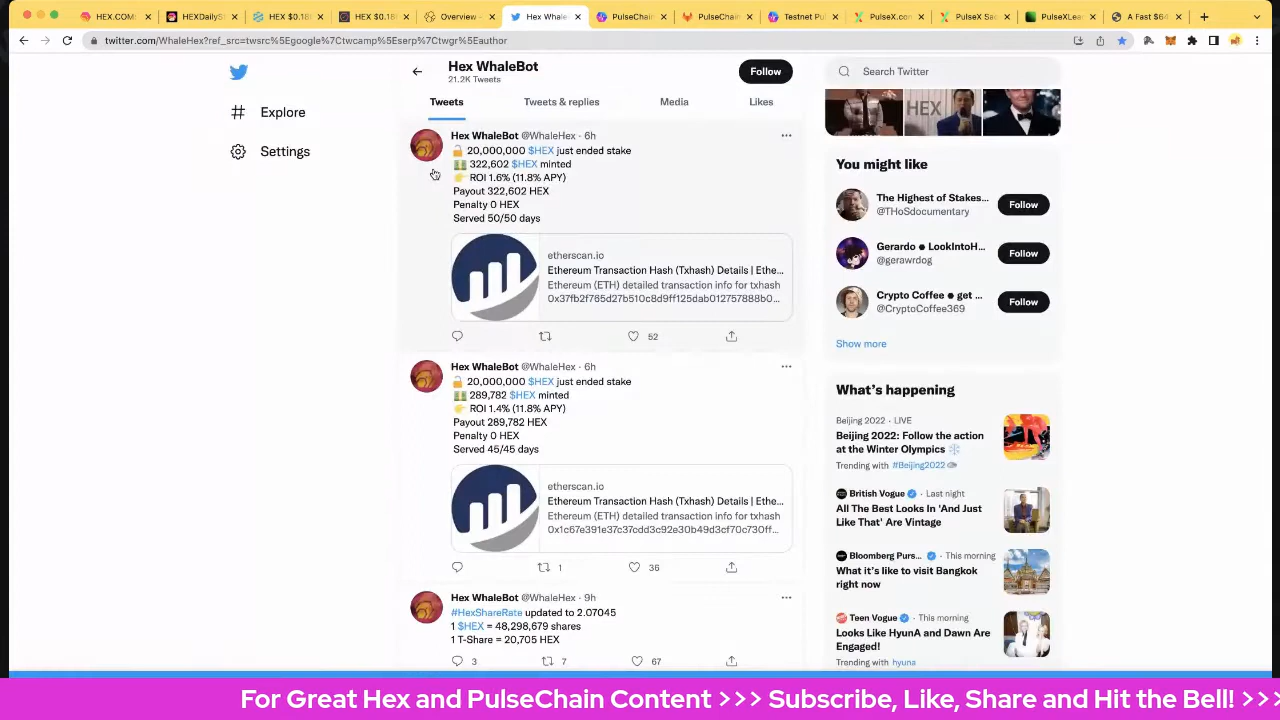 HEX.COM
HEXDailySt
HEX $0.18
HEX $0.18
Overview -
Hex Whale
PulseChain
PulseChain
Testnet Pul
PulseX.con
PulseX Sac
PulseXLear
A Fast $64
twitter.com/WhaleHex?ref_src=twsrc%5Egoogle%7Ctwcamp%5Eserp%7Ctwgr%5Eauthor
Explore
Settings
Hex WhaleBot
21.2K Tweets
Follow
Tweets
Tweets & replies
Media
Likes
Hex WhaleBot @WhaleHex · 6h
20,000,000 $HEX just ended stake
322,602 $HEX minted
ROI 1.6% (11.8% APY)
Payout 322,602 HEX
Penalty 0 HEX
Served 50/50 days
etherscan.io
Ethereum Transaction Hash (Txhash) Details | Ethe...
Ethereum (ETH) detailed transaction info for txhash
0x37fb2f765d27b510c8d9ff125dab012757888b0...
52
Hex WhaleBot @WhaleHex · 6h
20,000,000 $HEX just ended stake
289,782 $HEX minted
ROI 1.4% (11.8% APY)
Payout 289,782 HEX
Penalty 0 HEX
Served 45/45 days
etherscan.io
Ethereum Transaction Hash (Txhash) Details | Ethe...
Ethereum (ETH) detailed transaction info for txhash
0x1c67e391e37c37cdd3c92e30b49d3cf70c730ff...
1
36
Hex WhaleBot @WhaleHex · 9h
#HexShareRate updated to 2.07045
1 $HEX = 48,298,679 shares
1 T-Share = 20,705 HEX
3
7
67
Search Twitter
HEX
You might like
The Highest of Stakes...
@THoSdocumentary
Follow
Gerardo ● LookIntoH...
@gerawrdog
Follow
Crypto Coffee ● get ...
@CryptoCoffee369
Follow
Show more
What's happening
Beijing 2022 · LIVE
Beijing 2022: Follow the action
at the Winter Olympics
Trending with #Beijing2022
British Vogue · Last night
All The Best Looks In 'And Just
Like That' Are Vintage
Bloomberg Purs... · This morning
What it's like to visit Bangkok
right now
Teen Vogue · This morning
Looks Like HyunA and Dawn Are
Engaged!
Trending with hyuna
For Great Hex and PulseChain Content >>> Subscribe, Like, Share and Hit the Bell! >>>